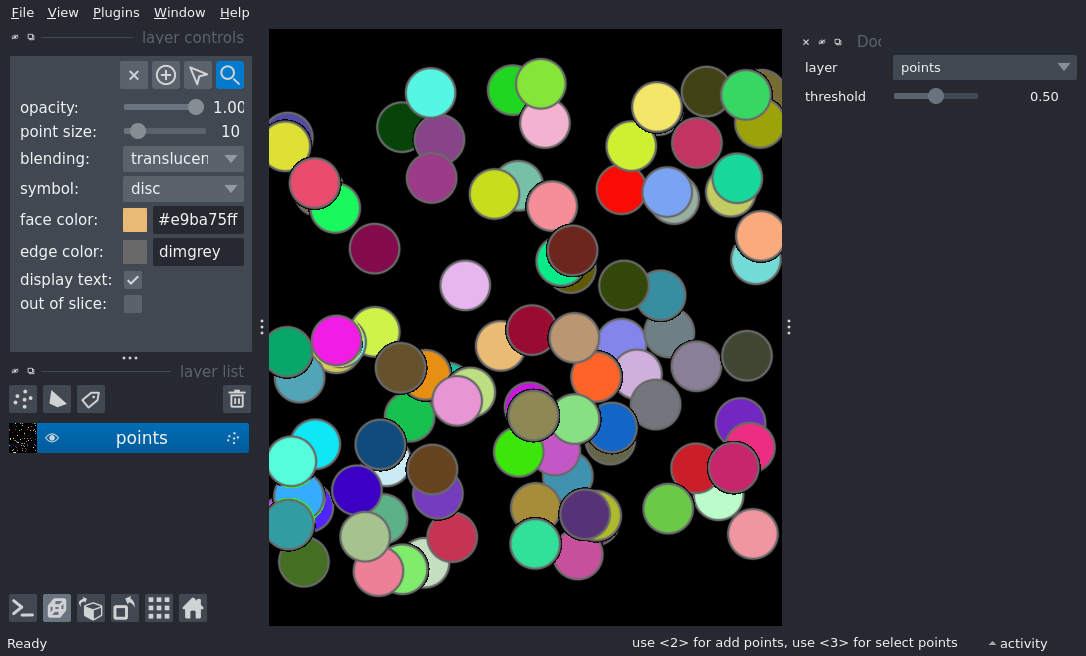 File View Plugins Window Help
layer controls
opacity: 1.00
point size: 10
blending: translucen
symbol: disc
face color: #e9ba75ff
edge color: dimgrey
display text:
out of slice:
layer list
points
Doc
layer points
threshold 0.50
Ready
use <2> for add points, use <3> for select points
activity